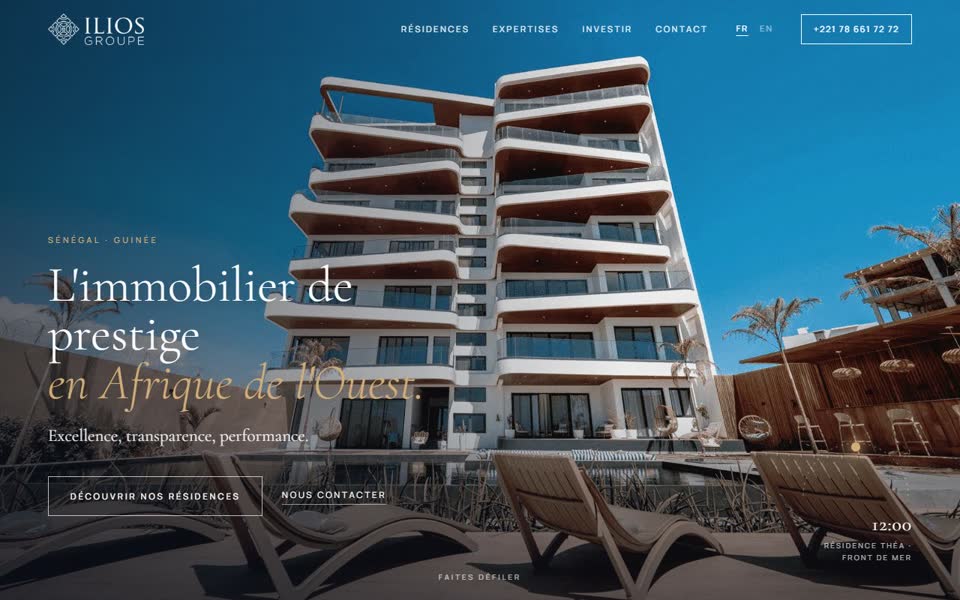 ILIOS
GROUPE
RÉSIDENCES
EXPERTISES
INVESTIR
CONTACT
FR
EN
+221 78 661 72 72
SÉNÉGAL · GUINÉE
L'immobilier de
prestige
en Afrique de l'Ouest.
Excellence, transparence, performance.
DÉCOUVRIR NOS RÉSIDENCES
NOUS CONTACTER
12:00
RÉSIDENCE THÉA ·
FRONT DE MER
FAITES DÉFILER